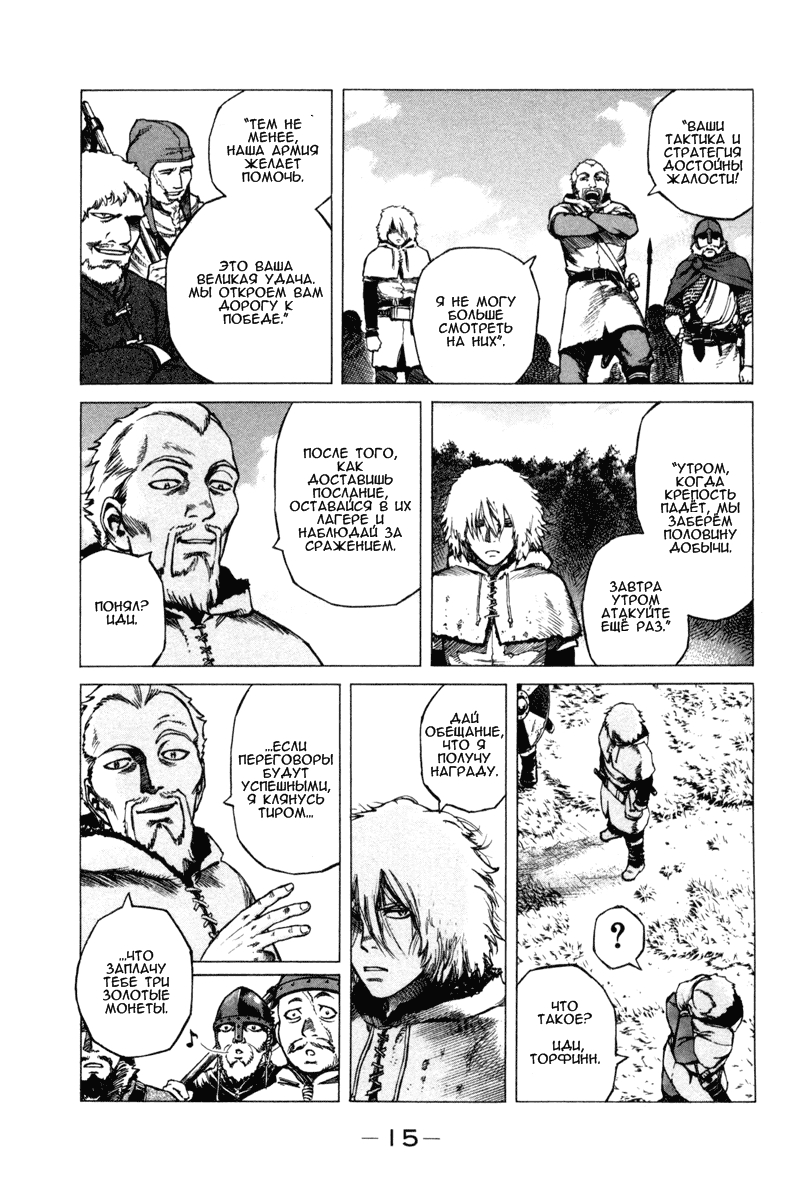 "ВАШИ
ТАКТИКА И
СТРАТЕГИЯ
ДОСТОЙНЫ
ЖАЛОСТИ!
Я НЕ МОГУ
БОЛЬШЕ
СМОТРЕТЬ
НА НИХ".
"ТЕМ НЕ
МЕНЕЕ,
НАША АРМИЯ
ЖЕЛАЕТ
ПОМОЧЬ.
ЭТО ВАША
ВЕЛИКАЯ УДАЧА.
МЫ ОТКРОЕМ ВАМ
ДОРОГУ К
ПОБЕДЕ."
"УТРОМ,
КОГДА
КРЕПОСТЬ
ПАДЁТ, МЫ
ЗАБЕРЁМ
ПОЛОВИНУ
ДОБЫЧИ.
ЗАВТРА
УТРОМ
АТАКУЙТЕ
ЕЩЁ РАЗ."
ПОСЛЕ ТОГО,
КАК
ДОСТАВИШЬ
ПОСЛАНИЕ,
ОСТАВАЙСЯ В ИХ
ЛАГЕРЕ И
НАБЛЮДАЙ ЗА
СРАЖЕНИЕМ.
ПОНЯЛ?
ИДИ.
?
ЧТО
ТАКОЕ?
ИДИ,
ТОРФИНН.
ДАЙ
ОБЕЩАНИЕ,
ЧТО Я
ПОЛУЧУ
НАГРАДУ.
...ЕСЛИ
ПЕРЕГОВОРЫ
БУДУТ
УСПЕШНЫМИ,
Я КЛЯНУСЬ
ТИРОМ...
...ЧТО
ЗАПЛАЧУ
ТЕБЕ ТРИ
ЗОЛОТЫЕ
МОНЕТЫ.
—15—